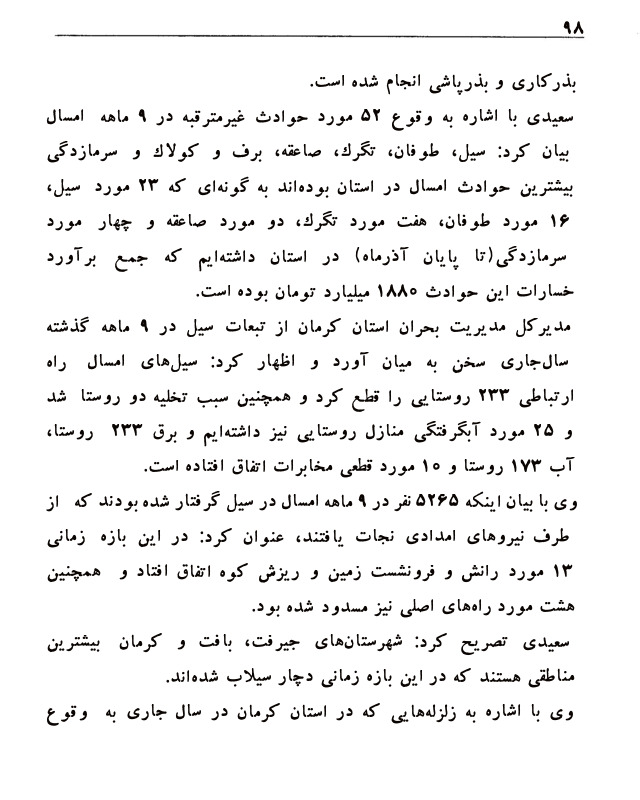 ۹۸
بذرکاری و بذرپاشی انجام شده است.
سعیدی با اشاره به وقوع ۵۲ مورد حوادث غیرمترقبه در ۹ ماهه امسال
بیان کرد: سیل، طوفان، تگرك، صاعقه، برف و کولاك و سرمازدگی
بیشترین حوادث امسال در استان بوده‌اند به گونه‌ای که ۲۳ مورد سیل،
۱۶ مورد طوفان، هفت مورد تگرك، دو مورد صاعقه و چهار مورد
سرمازدگی(تا پایان آذرماه) در استان داشته‌ایم که جمع برآورد
خسارات این حوادث ۱۸۸۰ میلیارد تومان بوده است.
مدیرکل مدیریت بحران استان کرمان از تبعات سیل در ۹ ماهه گذشته
سال‌جاری سخن به میان آورد و اظهار کرد: سیل‌های امسال راه
ارتباطی ۲۳۳ روستایی را قطع کرد و همچنین سبب تخلیه دو روستا شد
و ۲۵ مورد آبگرفتگی منازل روستایی نیز داشته‌ایم و برق ۲۳۳ روستا،
آب ۱۷۳ روستا و ۱۰ مورد قطعی مخابرات اتفاق افتاده است.
وی با بیان اینکه ۵۲۶۵ نفر در ۹ ماهه امسال در سیل گرفتار شده بودند که از
طرف نیروهای امدادی نجات یافتند، عنوان کرد: در این بازه زمانی
۱۳ مورد رانش و فرونشست زمین و ریزش کوه اتفاق افتاد و همچنین
هشت مورد راه‌های اصلی نیز مسدود شده بود.
سعیدی تصریح کرد: شهرستان‌های جیرفت، بافت و کرمان بیشترین
مناطقی هستند که در این بازه زمانی دچار سیلاب شده‌اند.
وی با اشاره به زلزله‌هایی که در استان کرمان در سال جاری به وقوع